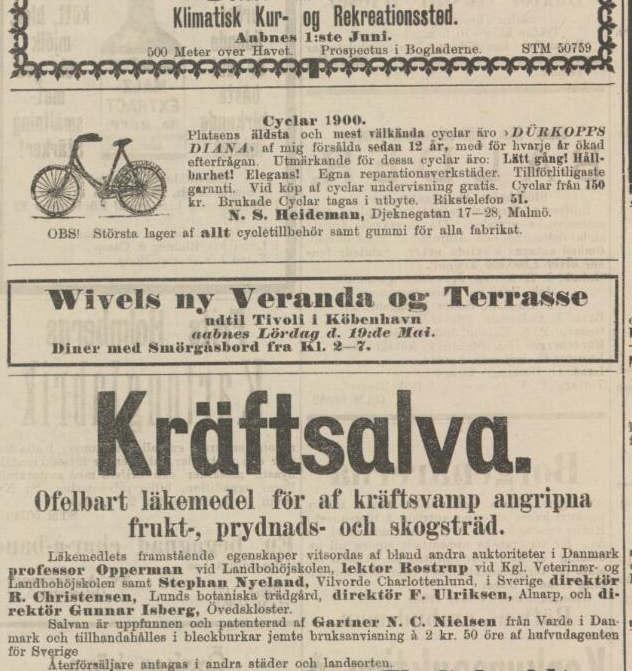 Klimatisk Kur- og Rekreationssted.
Aabnes 1:ste Juni.
500 Meter over Havet. Prospectus i Bogladerne. STM 50759
Cyclar 1900.
Platsens äldsta och mest välkända cyclar äro ›DÜRKOPPS
DIANA› af mig försålda sedan 12 år, med för hvarje år ökad
efterfrågan. Utmärkande för dessa cyclar äro: Lätt gång! Håll-
barhet! Elegans! Egna reparationsverkstäder. Tillförlitligaste
garanti. Vid köp af cyclar undervisning gratis. Cyclar från 150
kr. Brukade Cyclar tagas i utbyte. Rikstelefon 51.
N. S. Heideman, Djeknegatan 17—28, Malmö.
OBS! Största lager af allt cycletillbehör samt gummi för alla fabrikat.
Wivels ny Veranda og Terrasse
udtil Tivoli i Köbenhavn
aabnes Lördag d. 19:de Mai.
Diner med Smörgåsbord fra Kl. 2—7.
Kräftsalva.
Ofelbart läkemedel för af kräftsvamp angripna
frukt-, prydnads- och skogsträd.
Läkemedlets framstående egenskaper vitsordas af bland andra auktoriteter i Danmark
professor Opperman vid Landbohöjskolen, lektor Rostrup vid Kgl. Veterinær- og
Landbohöjskolen samt Stephan Nyeland, Vilvorde Charlottenlund, i Sverige direktör
R. Christensen, Lunds botaniska trädgård, direktör F. Ulriksen, Alnarp, och di-
rektör Gunnar Isberg, Övedskloster.
Salvan är uppfunnen och patenterad af Gartner N. C. Nielsen från Varde i Dan-
mark och tillhandahålles i bleckburkar jemte bruksanvisning à 2 kr. 50 öre af hufvudagenten
för Sverige
Återförsäljare antagas i andra städer och landsorten.